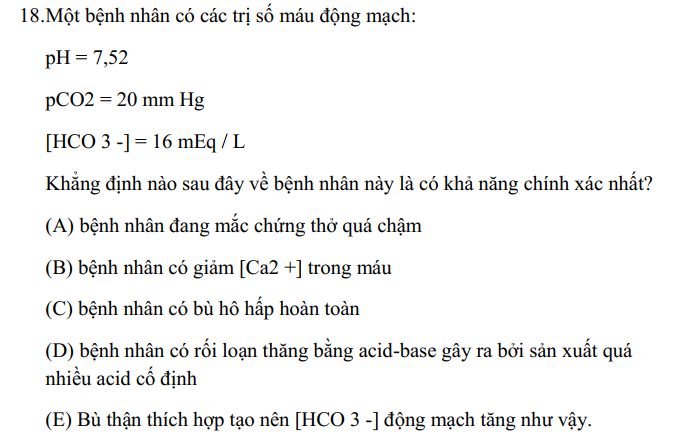 18.Một bệnh nhân có các trị số máu động mạch:
pH = 7,52
pCO2 = 20 mm Hg
[HCO 3 -] = 16 mEq / L
Khẳng định nào sau đây về bệnh nhân này là có khả năng chính xác nhất?
(A) bệnh nhân đang mắc chứng thở quá chậm
(B) bệnh nhân có giảm [Ca2 +] trong máu
(C) bệnh nhân có bù hô hấp hoàn toàn
(D) bệnh nhân có rối loạn thăng bằng acid-base gây ra bởi sản xuất quá
nhiều acid cố định
(E) Bù thận thích hợp tạo nên [HCO 3 -] động mạch tăng như vậy.